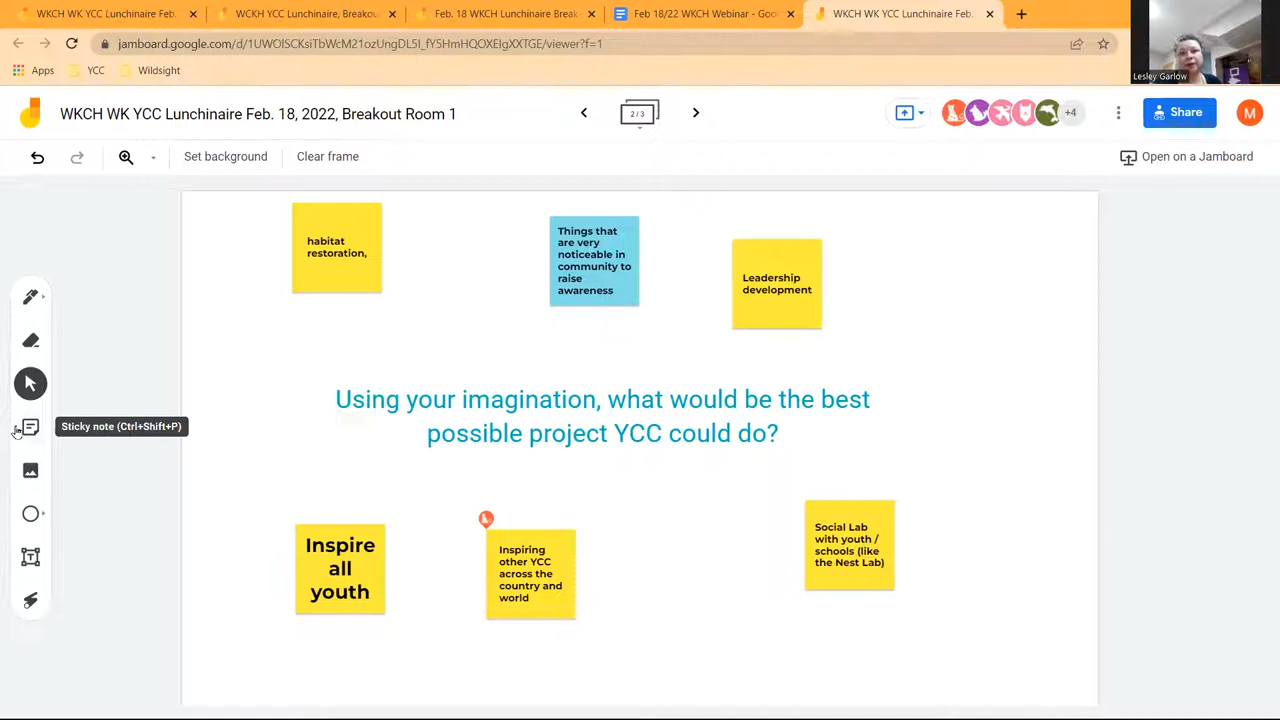 WKCH WK YCC Lunchinaire Feb.
WCKH YCC Lunchinaire, Breakou
Feb. 18 WKCH Lunchinaire Break
Feb 18/22 WKCH Webinar - Goo
WKCH WK YCC Lunchinaire Feb.
jamboard.google.com/d/1UWOlSCKsiTbWcM21ozUngDL5I_fY5HmHQOXEIgXXTGE/viewer?f=1
Apps
YCC
Wildsight
Lesley Garlow
WKCH WK YCC Lunchinaire Feb. 18, 2022, Breakout Room 1
2/3
+4
Share
M
Set background
Clear frame
Open on a Jamboard
habitat
restoration,
Things that
are very
noticeable in
community to
raise
awareness
Leadership
development
Using your imagination, what would be the best
possible project YCC could do?
Sticky note (Ctrl+Shift+P)
Inspire
all
youth
Inspiring
other YCC
across the
country and
world
Social Lab
with youth /
schools (like
the Nest Lab)